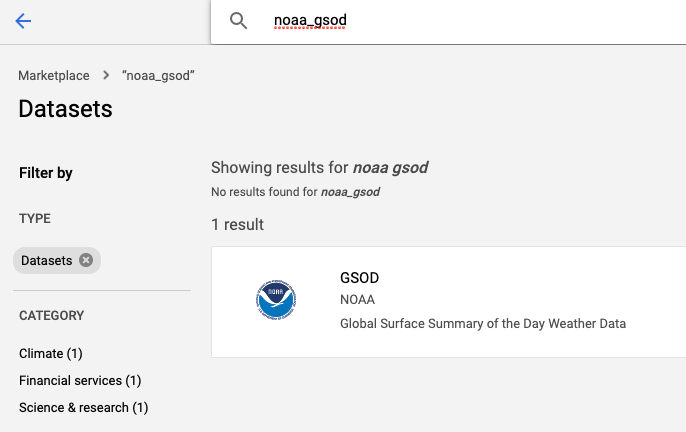 noaa_gsod
Marketplace > “noaa_gsod”
Datasets
Filter by
Showing results for noaa gsod
No results found for noaa_gsod
TYPE
1 result
Datasets
GSOD
NOAA
NOAA
Global Surface Summary of the Day Weather Data
CATEGORY
Climate (1)
Financial services (1)
Science & research (1)